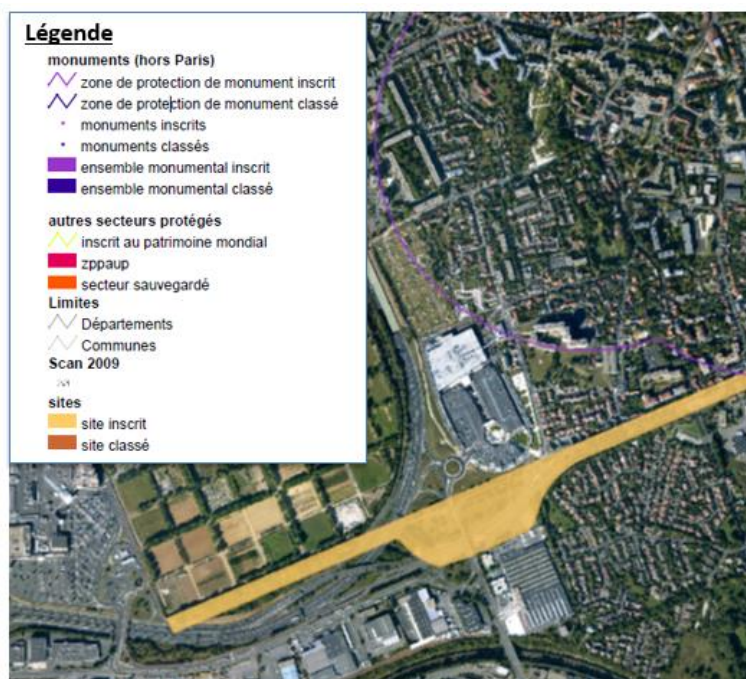 Légende
monuments (hors Paris)
zone de protection de monument inscrit
zone de protection de monument classé
monuments inscrits
monuments classés
ensemble monumental inscrit
ensemble monumental classé
autres secteurs protégés
inscrit au patrimoine mondial
zppaup
secteur sauvegardé
Limites
Départements
Communes
Scan 2009
sites
site inscrit
site classé